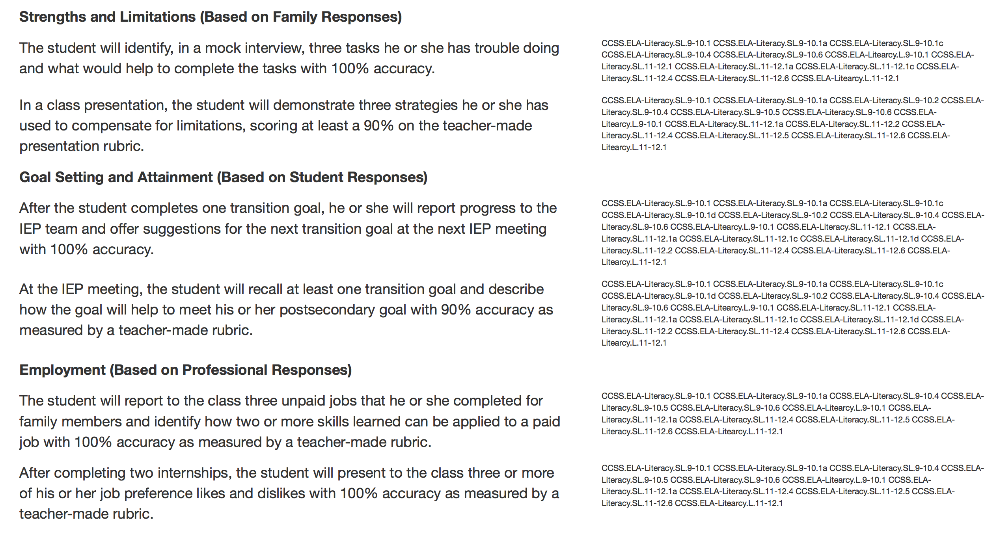 Strengths and Limitations (Based on Family Responses)
The student will identify, in a mock interview, three tasks he or she has trouble doing
and what would help to complete the tasks with 100% accuracy.
CCSS.ELA-Literacy.SL.9-10.1 CCSS.ELA-Literacy.SL.9-10.1a CCSS.ELA-Literacy.SL.9-10.1c
CCSS.ELA-Literacy.SL.9-10.4 CCSS.ELA-Literacy.SL.9-10.6 CCSS.ELA-Litearcy.L.9-10.1 CCSS.ELA-
Literacy.SL.11-12.1 CCSS.ELA-Literacy.SL.11-12.1a CCSS.ELA-Literacy.SL.11-12.1c CCSS.ELA-
Literacy.SL.11-12.4 CCSS.ELA-Literacy.SL.11-12.6 CCSS.ELA-Litearcy.L.11-12.1
In a class presentation, the student will demonstrate three strategies he or she has
used to compensate for limitations, scoring at least a 90% on the teacher-made
presentation rubric.
CCSS.ELA-Literacy.SL.9-10.1 CCSS.ELA-Literacy.SL.9-10.1a CCSS.ELA-Literacy.SL.9-10.2 CCSS.ELA-
Literacy.SL.9-10.4 CCSS.ELA-Literacy.SL.9-10.5 CCSS.ELA-Literacy.SL.9-10.6 CCSS.ELA-
Litearcy.L.9-10.1 CCSS.ELA-Literacy.SL.11-12.1a CCSS.ELA-Literacy.SL.11-12.2 CCSS.ELA-
Literacy.SL.11-12.4 CCSS.ELA-Literacy.SL.11-12.5 CCSS.ELA-Literacy.SL.11-12.6 CCSS.ELA-
Litearcy.L.11-12.1
Goal Setting and Attainment (Based on Student Responses)
After the student completes one transition goal, he or she will report progress to the
IEP team and offer suggestions for the next transition goal at the next IEP meeting
with 100% accuracy.
CCSS.ELA-Literacy.SL.9-10.1 CCSS.ELA-Literacy.SL.9-10.1a CCSS.ELA-Literacy.SL.9-10.1c
CCSS.ELA-Literacy.SL.9-10.1d CCSS.ELA-Literacy.SL.9-10.2 CCSS.ELA-Literacy.SL.9-10.4 CCSS.ELA-
Literacy.SL.9-10.6 CCSS.ELA-Litearcy.L.9-10.1 CCSS.ELA-Literacy.SL.11-12.1 CCSS.ELA-
Literacy.SL.11-12.1a CCSS.ELA-Literacy.SL.11-12.1c CCSS.ELA-Literacy.SL.11-12.1d CCSS.ELA-
Literacy.SL.11-12.2 CCSS.ELA-Literacy.SL.11-12.4 CCSS.ELA-Literacy.SL.11-12.6 CCSS.ELA-
Litearcy.L.11-12.1
At the IEP meeting, the student will recall at least one transition goal and describe
how the goal will help to meet his or her postsecondary goal with 90% accuracy as
measured by a teacher-made rubric.
CCSS.ELA-Literacy.SL.9-10.1 CCSS.ELA-Literacy.SL.9-10.1a CCSS.ELA-Literacy.SL.9-10.1c
CCSS.ELA-Literacy.SL.9-10.1d CCSS.ELA-Literacy.SL.9-10.2 CCSS.ELA-Literacy.SL.9-10.4 CCSS.ELA-
Literacy.SL.9-10.6 CCSS.ELA-Litearcy.L.9-10.1 CCSS.ELA-Literacy.SL.11-12.1 CCSS.ELA-
Literacy.SL.11-12.1a CCSS.ELA-Literacy.SL.11-12.1c CCSS.ELA-Literacy.SL.11-12.1d CCSS.ELA-
Literacy.SL.11-12.2 CCSS.ELA-Literacy.SL.11-12.4 CCSS.ELA-Literacy.SL.11-12.6 CCSS.ELA-
Litearcy.L.11-12.1
Employment (Based on Professional Responses)
The student will report to the class three unpaid jobs that he or she completed for
family members and identify how two or more skills learned can be applied to a paid
job with 100% accuracy as measured by a teacher-made rubric.
CCSS.ELA-Literacy.SL.9-10.1 CCSS.ELA-Literacy.SL.9-10.1a CCSS.ELA-Literacy.SL.9-10.4 CCSS.ELA-
Literacy.SL.9-10.5 CCSS.ELA-Literacy.SL.9-10.6 CCSS.ELA-Litearcy.L.9-10.1 CCSS.ELA-
Literacy.SL.11-12.1a CCSS.ELA-Literacy.SL.11-12.4 CCSS.ELA-Literacy.SL.11-12.5 CCSS.ELA-
Literacy.SL.11-12.6 CCSS.ELA-Litearcy.L.11-12.1
After completing two internships, the student will present to the class three or more
of his or her job preference likes and dislikes with 100% accuracy as measured by a
teacher-made rubric.
CCSS.ELA-Literacy.SL.9-10.1 CCSS.ELA-Literacy.SL.9-10.1a CCSS.ELA-Literacy.SL.9-10.4 CCSS.ELA-
Literacy.SL.9-10.5 CCSS.ELA-Literacy.SL.9-10.6 CCSS.ELA-Litearcy.L.9-10.1 CCSS.ELA-
Literacy.SL.11-12.1a CCSS.ELA-Literacy.SL.11-12.4 CCSS.ELA-Literacy.SL.11-12.5 CCSS.ELA-
Literacy.SL.11-12.6 CCSS.ELA-Litearcy.L.11-12.1